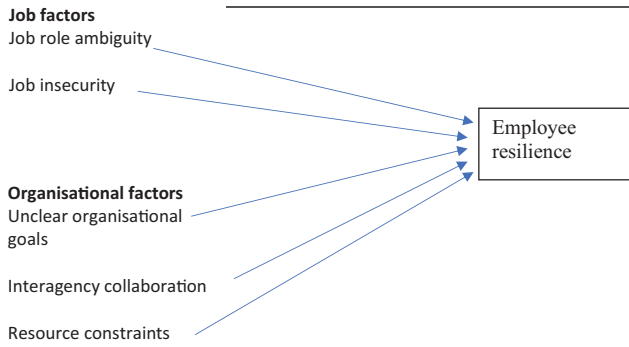 Job factors
Job role ambiguity
Job insecurity
Employee
resilience
Organisational factors
Unclear organisational
goals
Interagency collaboration
Resource constraints